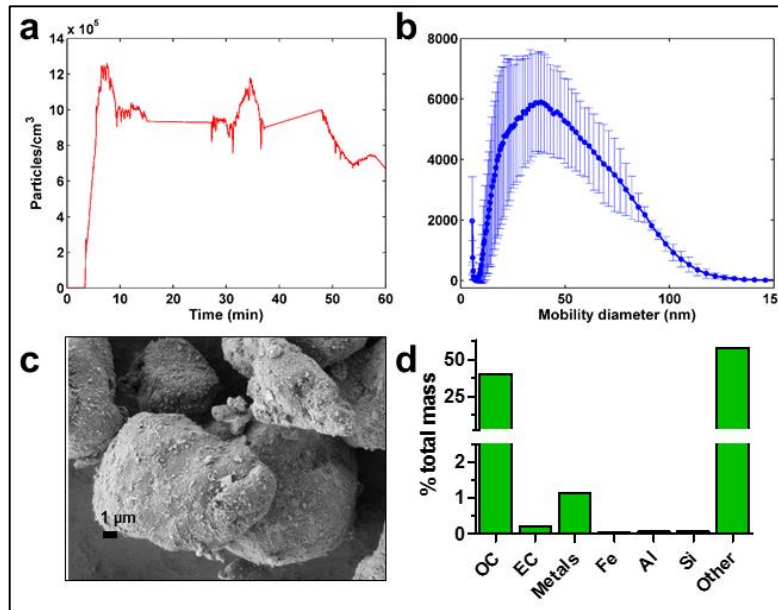 a
× 10⁵
14
12
10
8
6
4
2
0
Particles/cm³
0 10 20 30 40 50 60
Time (min)
b
8000
6000
4000
2000
0
0 50 100 150
Mobility diameter (nm)
c
1 µm
d
% total mass
50
25
2
1
0
OC EC Metals Fe Al Si Other